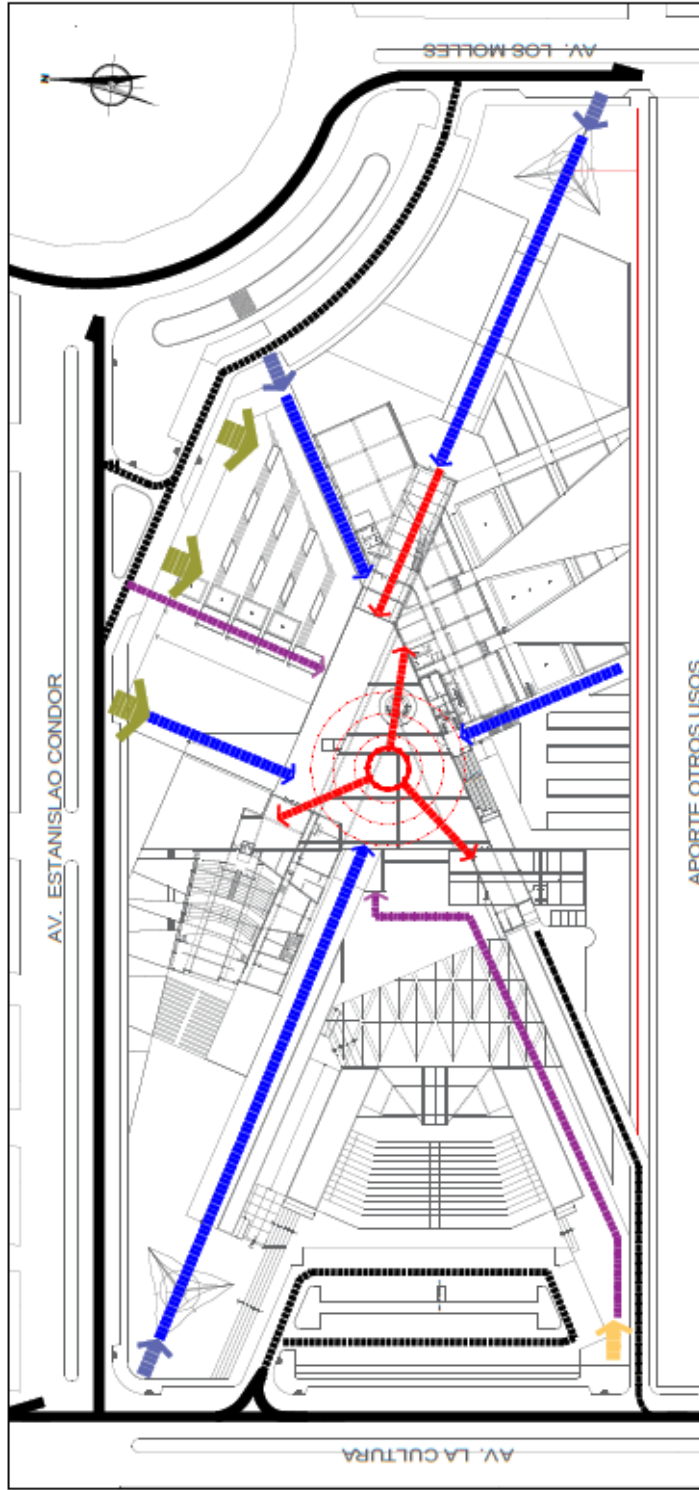 AV. LOS MOLLES
N
AV. ESTANISLAO CONDOR
APORTE OTROS USOS
AV. LA CULTURA